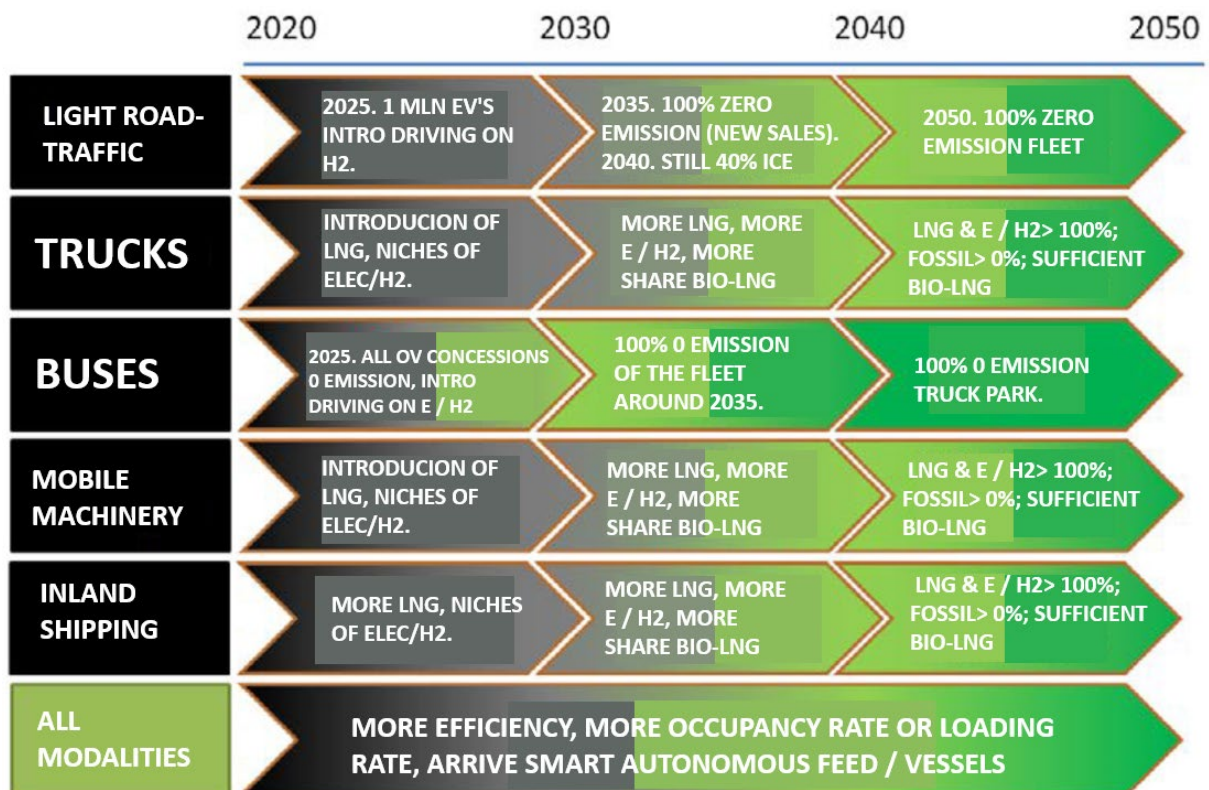 2020 2030 2040 2050
LIGHT ROAD-
TRAFFIC
2025. 1 MLN EV'S
INTRO DRIVING ON
H2.
2035. 100% ZERO
EMISSION (NEW SALES).
2040. STILL 40% ICE
2050. 100% ZERO
EMISSION FLEET
TRUCKS
INTRODUCION OF
LNG, NICHES OF
ELEC/H2.
MORE LNG, MORE
E / H2, MORE
SHARE BIO-LNG
LNG & E / H2> 100%;
FOSSIL> 0%; SUFFICIENT
BIO-LNG
BUSES
2025. ALL OV CONCESSIONS
0 EMISSION, INTRO
DRIVING ON E / H2
100% 0 EMISSION
OF THE FLEET
AROUND 2035.
100% 0 EMISSION
TRUCK PARK.
MOBILE
MACHINERY
INTRODUCION OF
LNG, NICHES OF
ELEC/H2.
MORE LNG, MORE
E / H2, MORE
SHARE BIO-LNG
LNG & E / H2> 100%;
FOSSIL> 0%; SUFFICIENT
BIO-LNG
INLAND
SHIPPING
MORE LNG, NICHES
OF ELEC/H2.
MORE LNG, MORE
E / H2, MORE
SHARE BIO-LNG
LNG & E / H2> 100%;
FOSSIL> 0%; SUFFICIENT
BIO-LNG
ALL
MODALITIES
MORE EFFICIENCY, MORE OCCUPANCY RATE OR LOADING
RATE, ARRIVE SMART AUTONOMOUS FEED / VESSELS